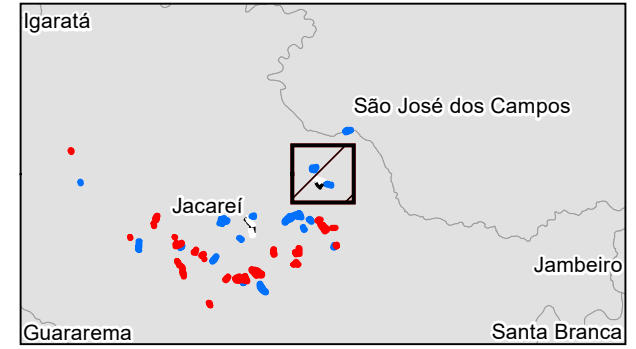 Igaratá
São José dos Campos
Jacareí
Jambeiro
Guararema
Santa Branca